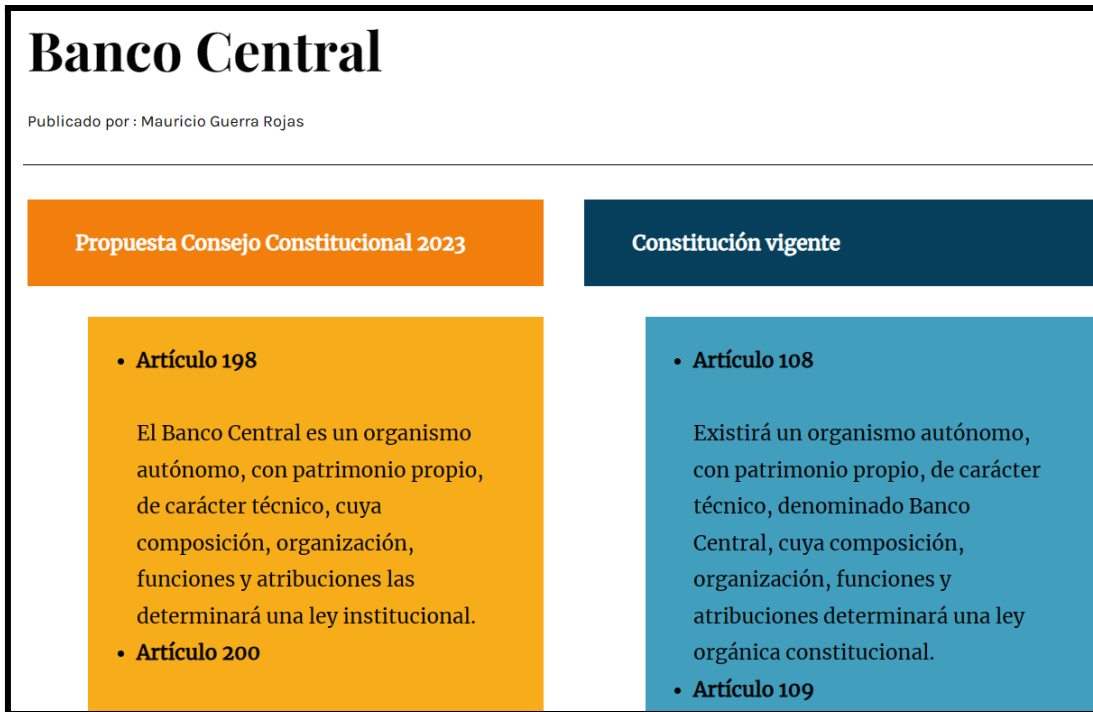 Banco Central
Publicado por : Mauricio Guerra Rojas
Propuesta Consejo Constitucional 2023
Constitución vigente
• Artículo 198
El Banco Central es un organismo
autónomo, con patrimonio propio,
de carácter técnico, cuya
composición, organización,
funciones y atribuciones las
determinará una ley institucional.
• Artículo 200
• Artículo 108
Existirá un organismo autónomo,
con patrimonio propio, de carácter
técnico, denominado Banco
Central, cuya composición,
organización, funciones y
atribuciones determinará una ley
orgánica constitucional.
• Artículo 109